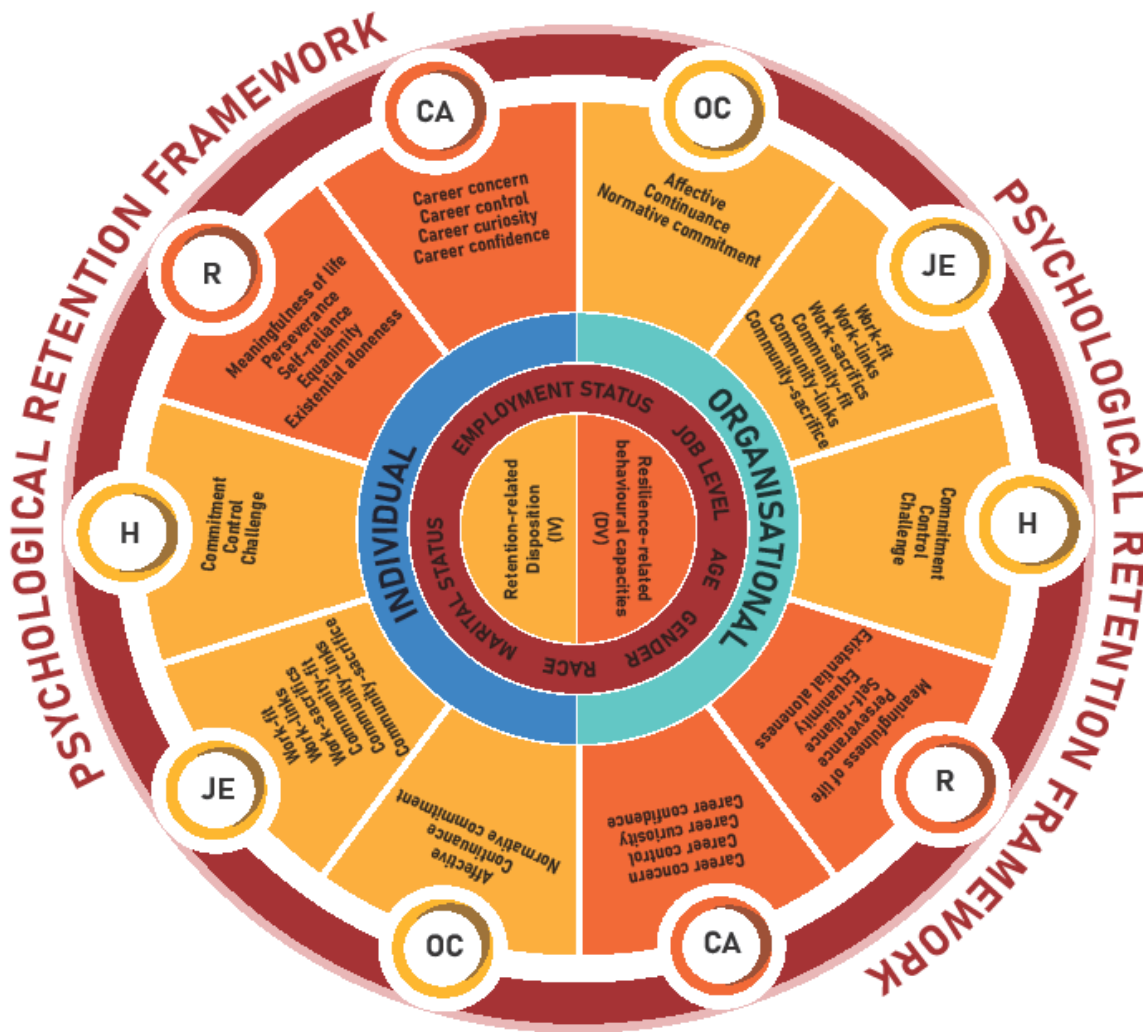 PSYCHOLOGICAL RETENTION FRAMEWORK
PSYCHOLOGICAL RETENTION FRAMEWORK
CA
Career concern
Career control
Career curiosity
Career confidence
OC
Affective
Continuance
Normative commitment
JE
Work-fit
Work-links
Work-sacrifics
Community-fit
Community-links
Community-sacrifice
H
Commitment
Control
Challenge
R
Meaningfulness of life
Perseverance
Self-reliance
Equanimity
Existential aloneness
CA
Career concern
Career control
Career curiosity
Career confidence
OC
Affective
Continuance
Normative commitment
JE
Work-fit
Work-links
Work-sacrifics
Community-fit
Community-links
Community-sacrifice
H
Commitment
Control
Challenge
R
Meaningfulness of life
Perseverance
Self-reliance
Equanimity
Existential aloneness
INDIVIDUAL
ORGANISATIONAL
EMPLOYMENT STATUS
JOB LEVEL
AGE
GENDER
RACE
MARITAL STATUS
Retention-related
Disposition
(IV)
Resilience-related
behavioural capacities
(DV)